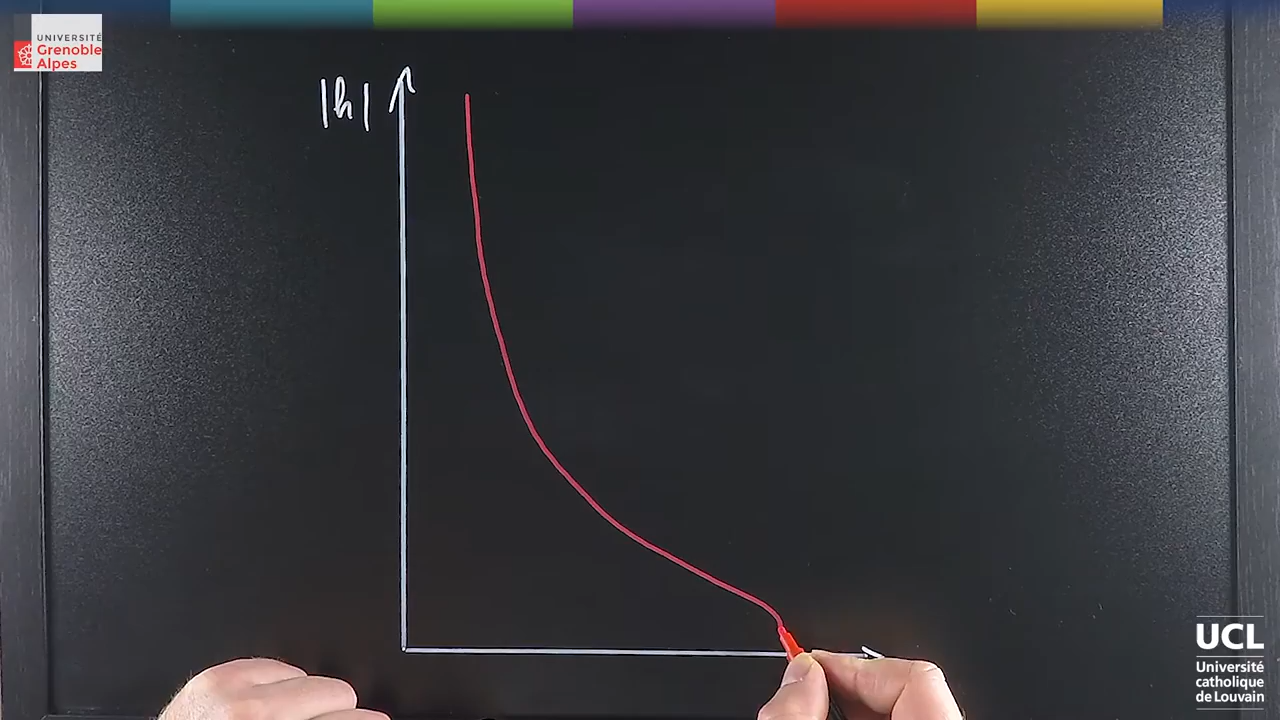 UNIVERSITÉ
Grenoble
Alpes
|h|
UCL
Université
catholique
de Louvain